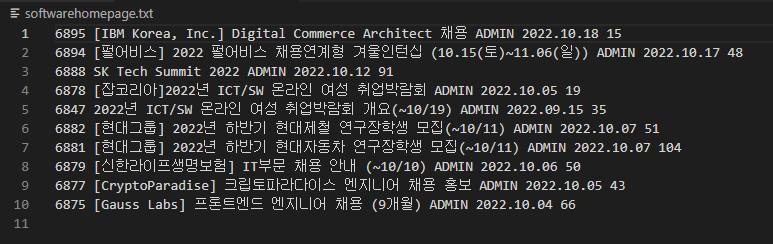 softwarehomepage.txt
1 6895 [IBM Korea, Inc.] Digital Commerce Architect 채용 ADMIN 2022.10.18 15
2 6894 [펄어비스] 2022 펄어비스 채용연계형 겨울인턴십 (10.15(토)~11.06(일)) ADMIN 2022.10.17 48
3 6888 SK Tech Summit 2022 ADMIN 2022.10.12 91
4 6878 [잡코리아]2022년 ICT/SW 온라인 여성 취업박람회 ADMIN 2022.10.05 19
5 6847 2022년 ICT/SW 온라인 여성 취업박람회 개요(~10/19) ADMIN 2022.09.15 35
6 6882 [현대그룹] 2022년 하반기 현대제철 연구장학생 모집(~10/11) ADMIN 2022.10.07 51
7 6881 [현대그룹] 2022년 하반기 현대자동차 연구장학생 모집(~10/11) ADMIN 2022.10.07 104
8 6879 [신한라이프생명보험] IT부문 채용 안내 (~10/10) ADMIN 2022.10.06 50
9 6877 [CryptoParadise] 크립토파라다이스 엔지니어 채용 홍보 ADMIN 2022.10.05 43
10 6875 [Gauss Labs] 프론트엔드 엔지니어 채용 (9개월) ADMIN 2022.10.04 66
11